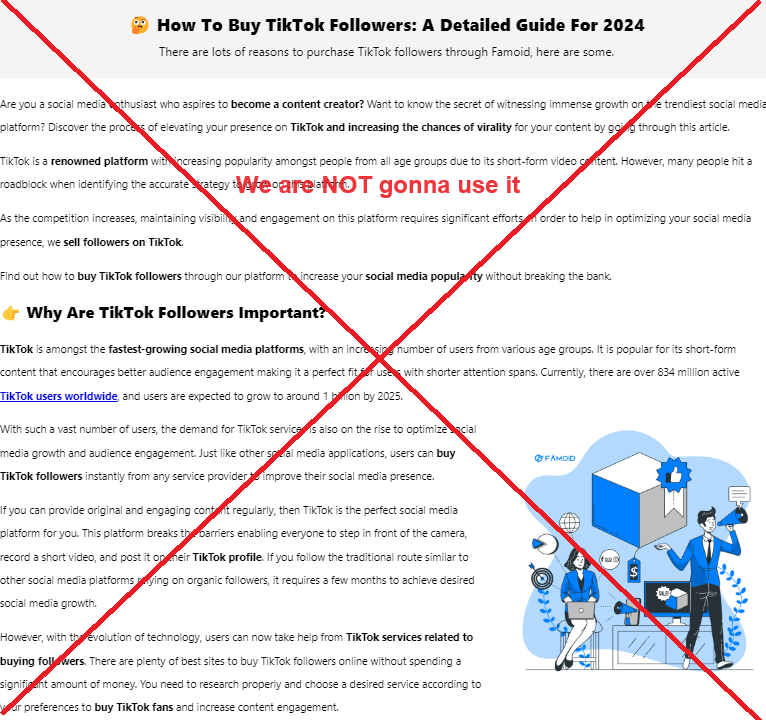 🤔 How To Buy TikTok Followers: A Detailed Guide For 2024
There are lots of reasons to purchase TikTok followers through Famoid, here are some.
Are you a social media enthusiast who aspires to become a content creator? Want to know the secret of witnessing immense growth on the trendiest social media
platform? Discover the process of elevating your presence on TikTok and increasing the chances of virality for your content by going through this article.
TikTok is a renowned platform with increasing popularity amongst people from all age groups due to its short-form video content. However, many people hit a
roadblock when identifying the accurate strategy to grow on this platform.
We are NOT gonna use it
As the competition increases, maintaining visibility and engagement on this platform requires significant efforts. In order to help in optimizing your social media
presence, we sell followers on TikTok.
Find out how to buy TikTok followers through our platform to increase your social media popularity without breaking the bank.
👉 Why Are TikTok Followers Important?
TikTok is amongst the fastest-growing social media platforms, with an increasing number of users from various age groups. It is popular for its short-form
content that encourages better audience engagement making it a perfect fit for users with shorter attention spans. Currently, there are over 834 million active
TikTok users worldwide, and users are expected to grow to around 1 billion by 2025.
With such a vast number of users, the demand for TikTok services is also on the rise to optimize social
media growth and audience engagement. Just like other social media applications, users can buy
TikTok followers instantly from any service provider to improve their social media presence.
If you can provide original and engaging content regularly, then TikTok is the perfect social media
platform for you. This platform breaks the barriers enabling everyone to step in front of the camera,
record a short video, and post it on their TikTok profile. If you follow the traditional route similar to
other social media platforms relying on organic followers, it requires a few months to achieve desired
social media growth.
However, with the evolution of technology, users can now take help from TikTok services related to
buying followers. There are plenty of best sites to buy TikTok followers online without spending a
significant amount of money. You need to research properly and choose a desired service according to
your preferences to buy TikTok fans and increase content engagement.
FAMOID
$